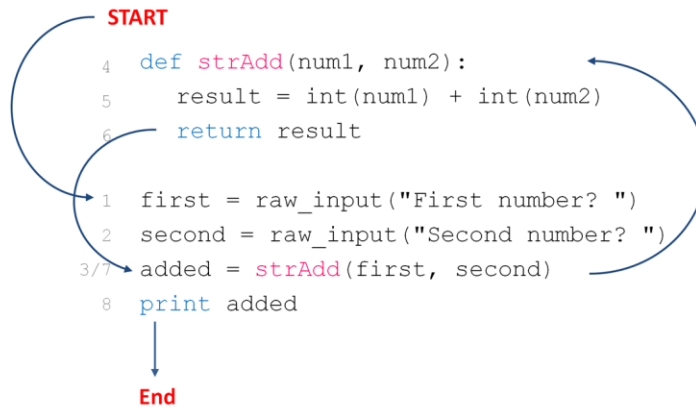 START
4 def strAdd(num1, num2):
5 result = int(num1) + int(num2)
6 return result
1 first = raw_input("First number? ")
2 second = raw_input("Second number? ")
3/7 added = strAdd(first, second)
8 print added
End